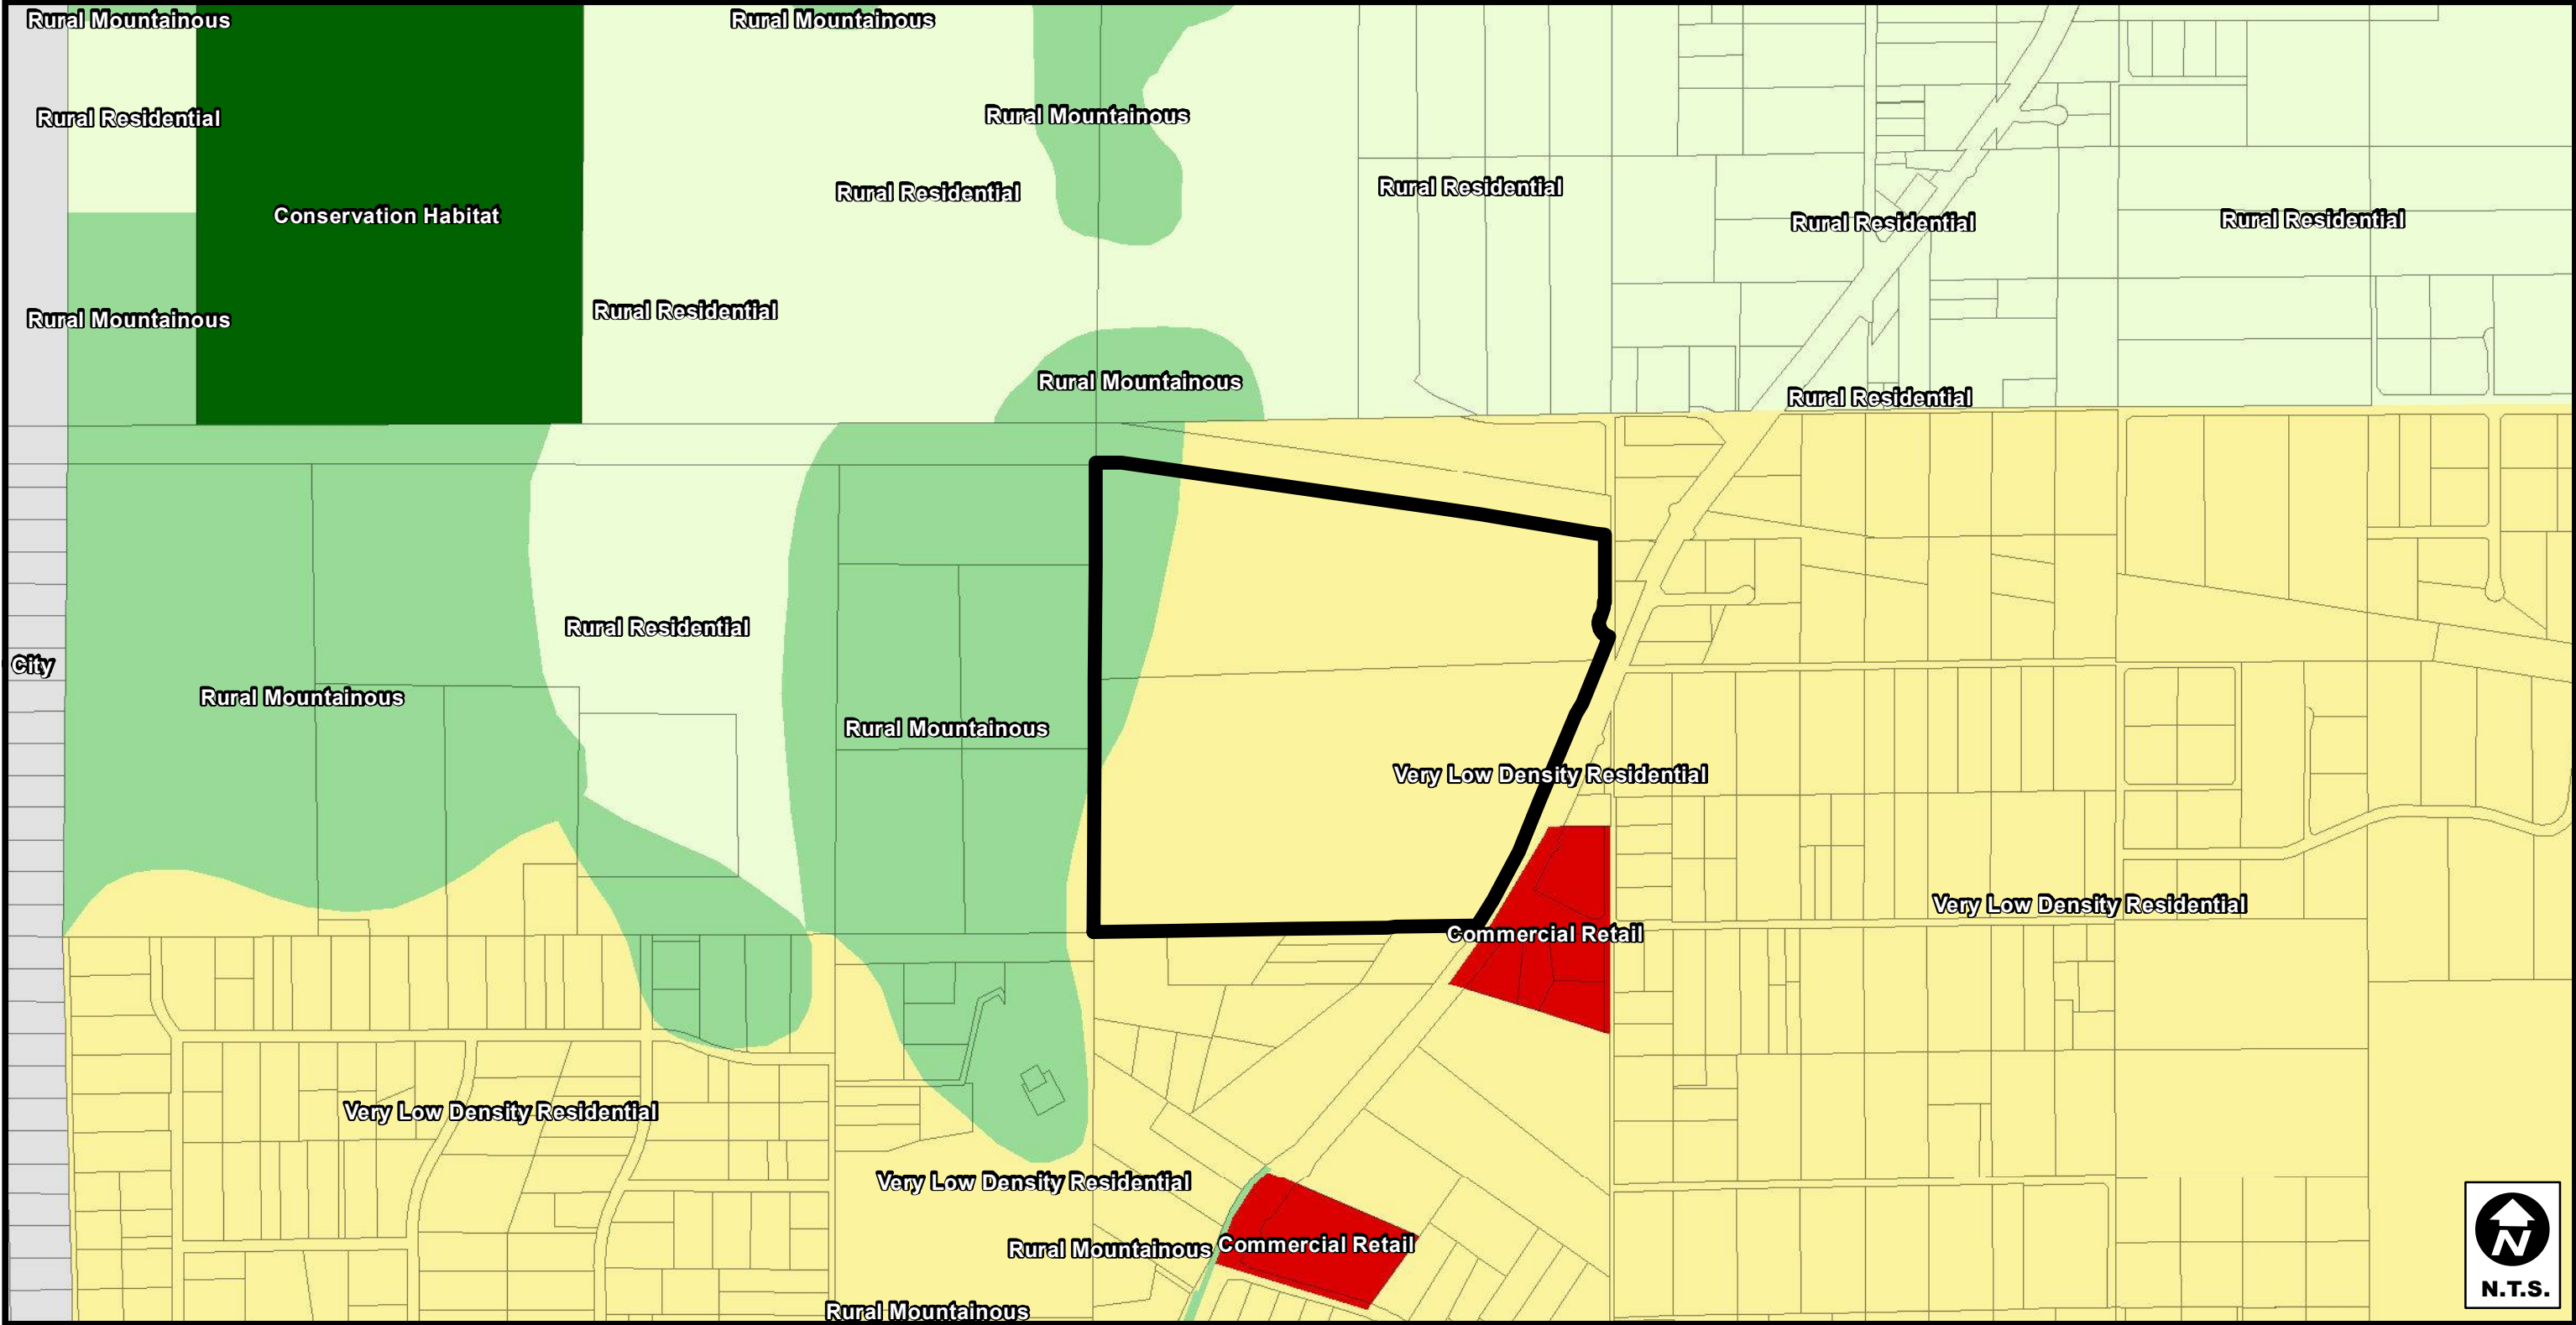 Rural Mountainous
Rural Mountainous
Rural Residential
Rural Mountainous
Conservation Habitat
Rural Residential
Rural Residential
Rural Residential
Rural Residential
Rural Mountainous
Rural Residential
Rural Mountainous
Rural Residential
Rural Residential
City
Rural Mountainous
Rural Mountainous
Very Low Density Residential
Very Low Density Residential
Commercial Retail
Very Low Density Residential
Very Low Density Residential
Rural Mountainous
Commercial Retail
Rural Mountainous
N
N.T.S.